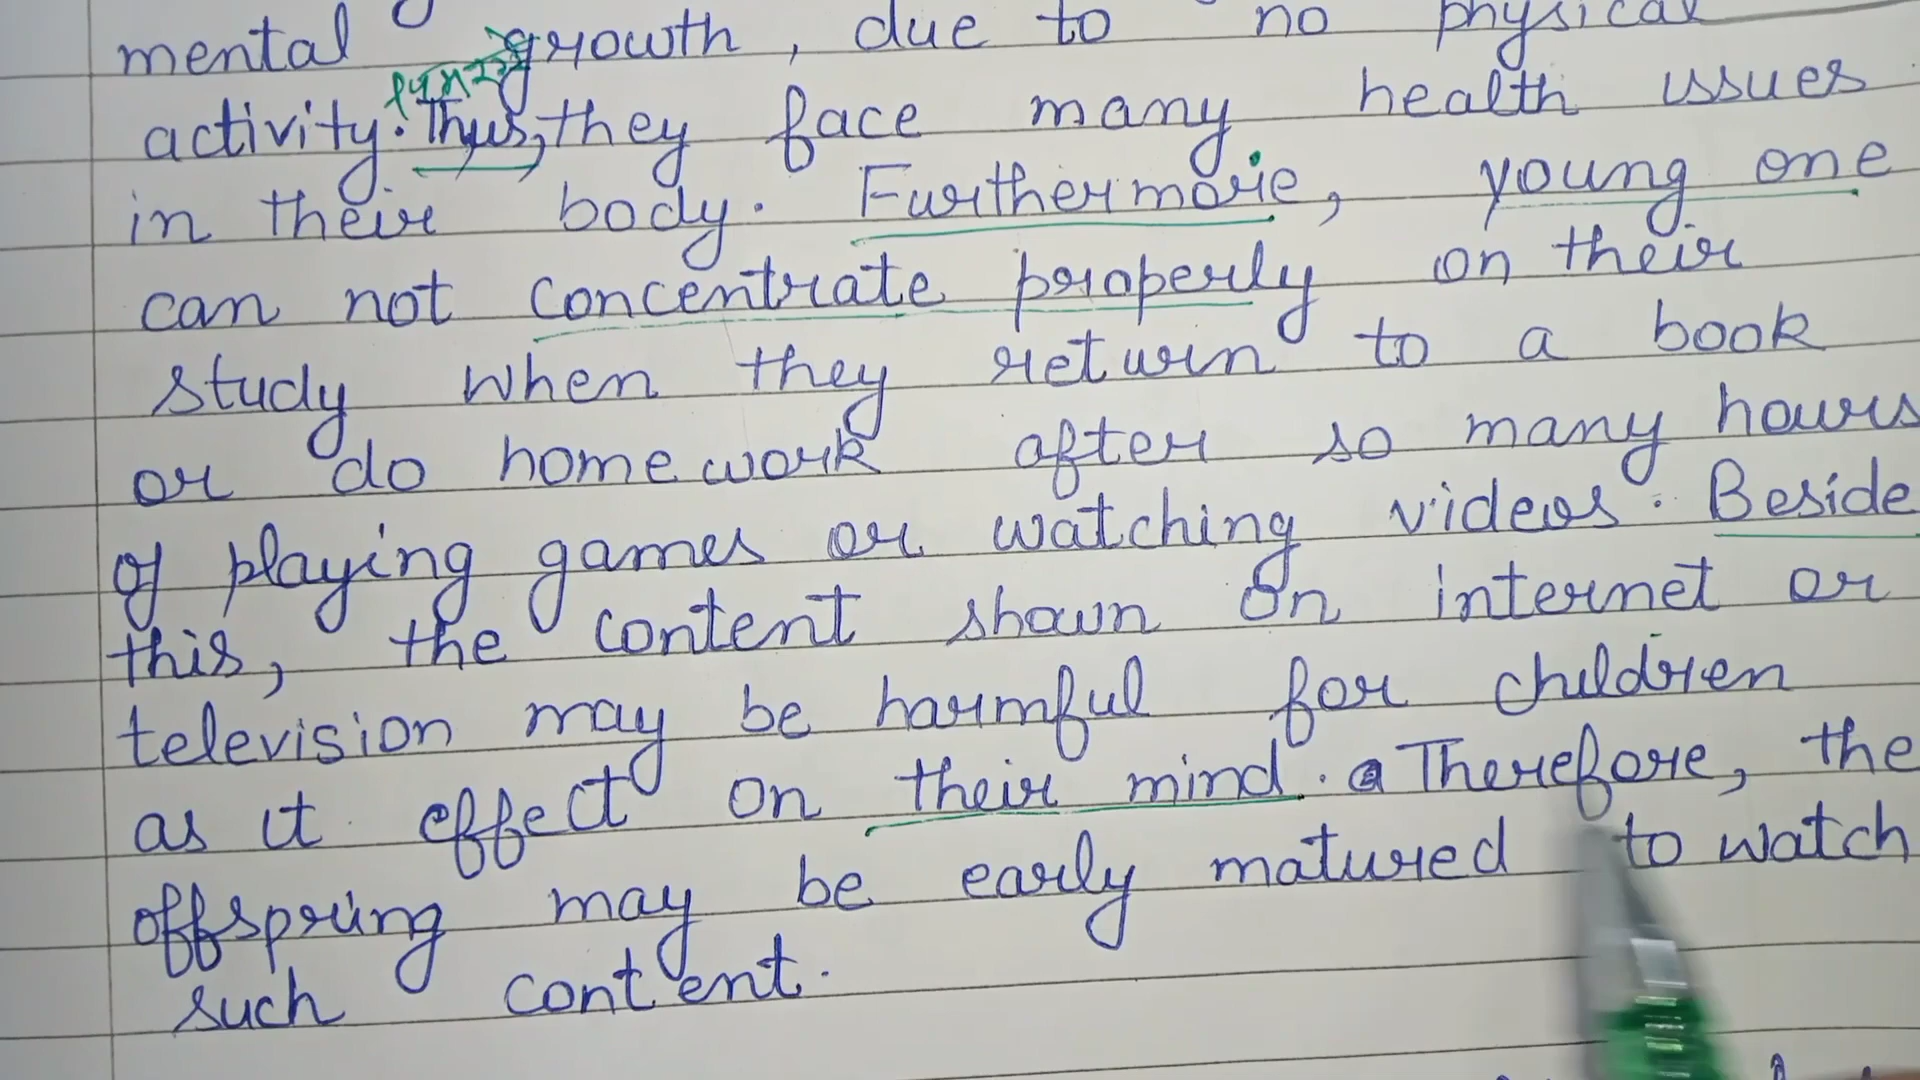 mental growth, due to no physical
activity. Thus, they face many health issues
in their body. Furthermore, young one
can not concentrate properly on their
study when they return to a book
or do homework after so many hours
of playing games or watching videos. Beside
this, the content shown on internet or
television may be harmful for children
as it effect on their mind. Therefore, the
offspring may be early matured to watch
such content.